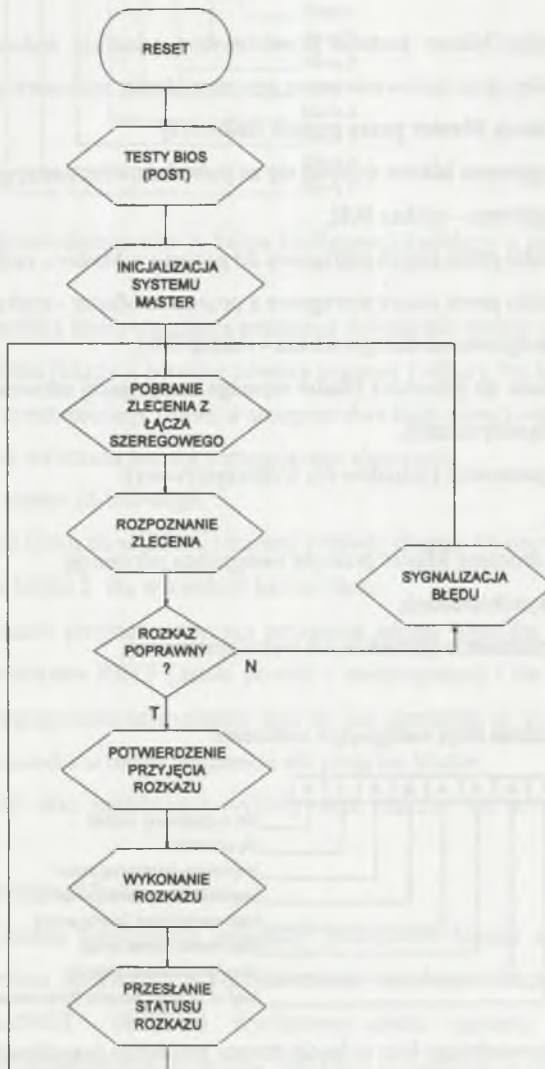 RESET
TESTY BIOS
(POST)
INICJALIZACJA
SYSTEMU
MASTER
POBRANIE
ZLECENIA Z
ŁĄCZA
SZEREGOWEGO
ROZPOZNANIE
ZLECENIA
SYGNALIZACJA
BŁĘDU
ROZKAZ
POPRAWNY
?
N
T
POTWIERDZENIE
PRZYJĘCIA
ROZKAZU
WYKONANIE
ROZKAZU
PRZESŁANIE
STATUSU
ROZKAZU